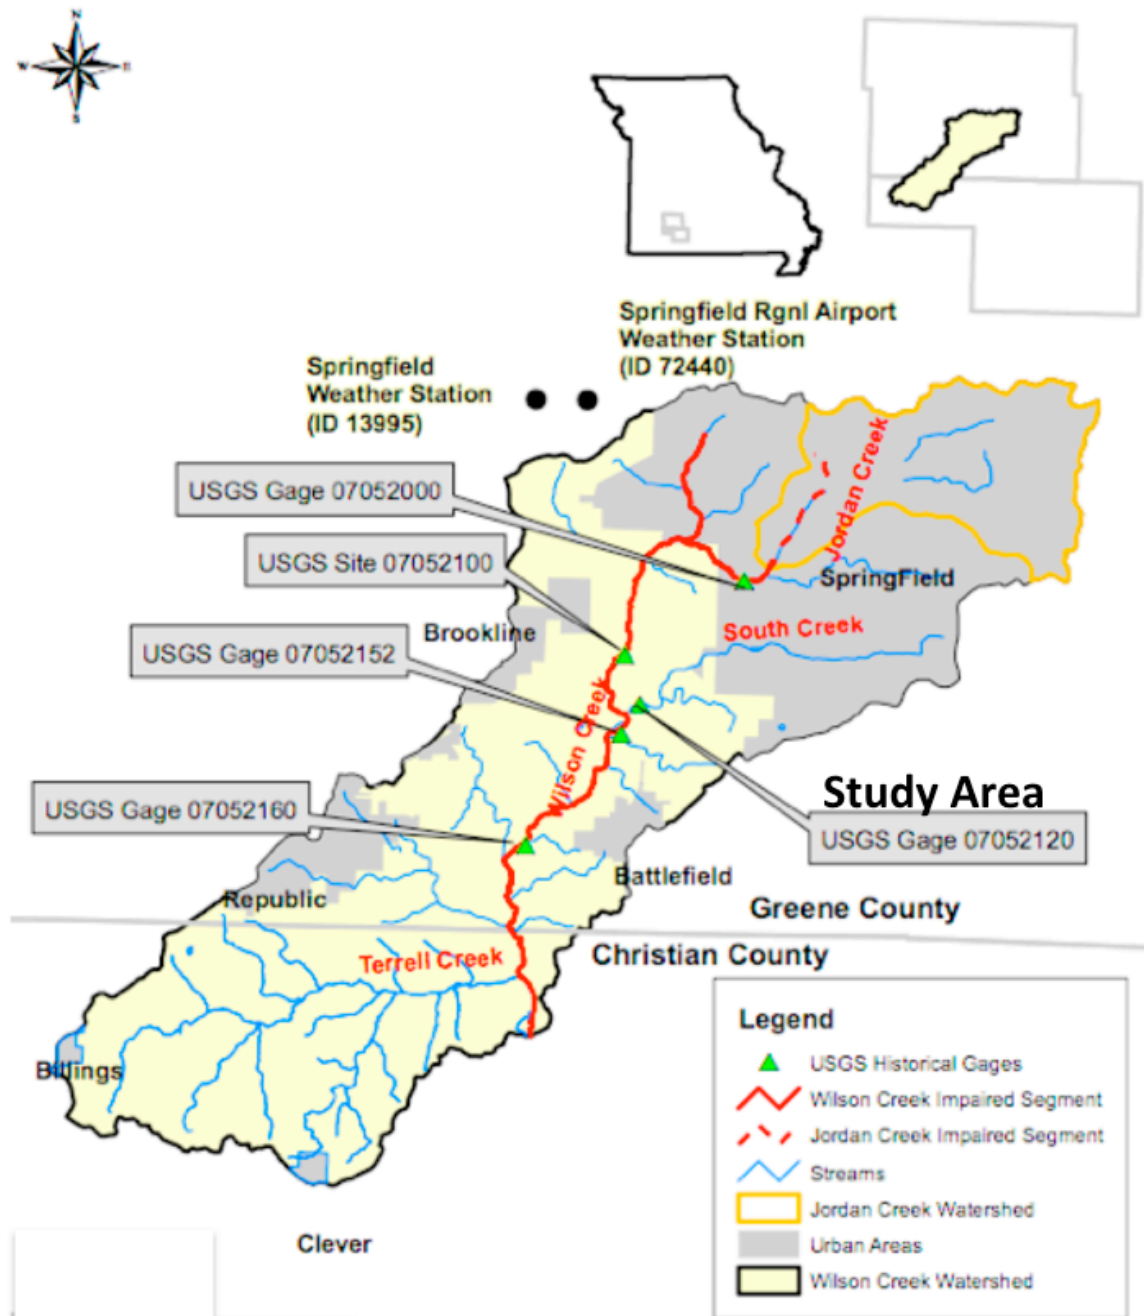 N
W
E
S
Springfield Rgnl Airport
Weather Station
(ID 72440)
Springfield
Weather Station
(ID 13995)
USGS Gage 07052000
Jordan Creek
USGS Site 07052100
SpringField
Brookline
South Creek
USGS Gage 07052152
Wilson Creek
Study Area
USGS Gage 07052160
USGS Gage 07052120
Battlefield
Republic
Greene County
Christian County
Terrell Creek
Billings
Clever
Legend
USGS Historical Gages
Wilson Creek Impaired Segment
Jordan Creek Impaired Segment
Streams
Jordan Creek Watershed
Urban Areas
Wilson Creek Watershed